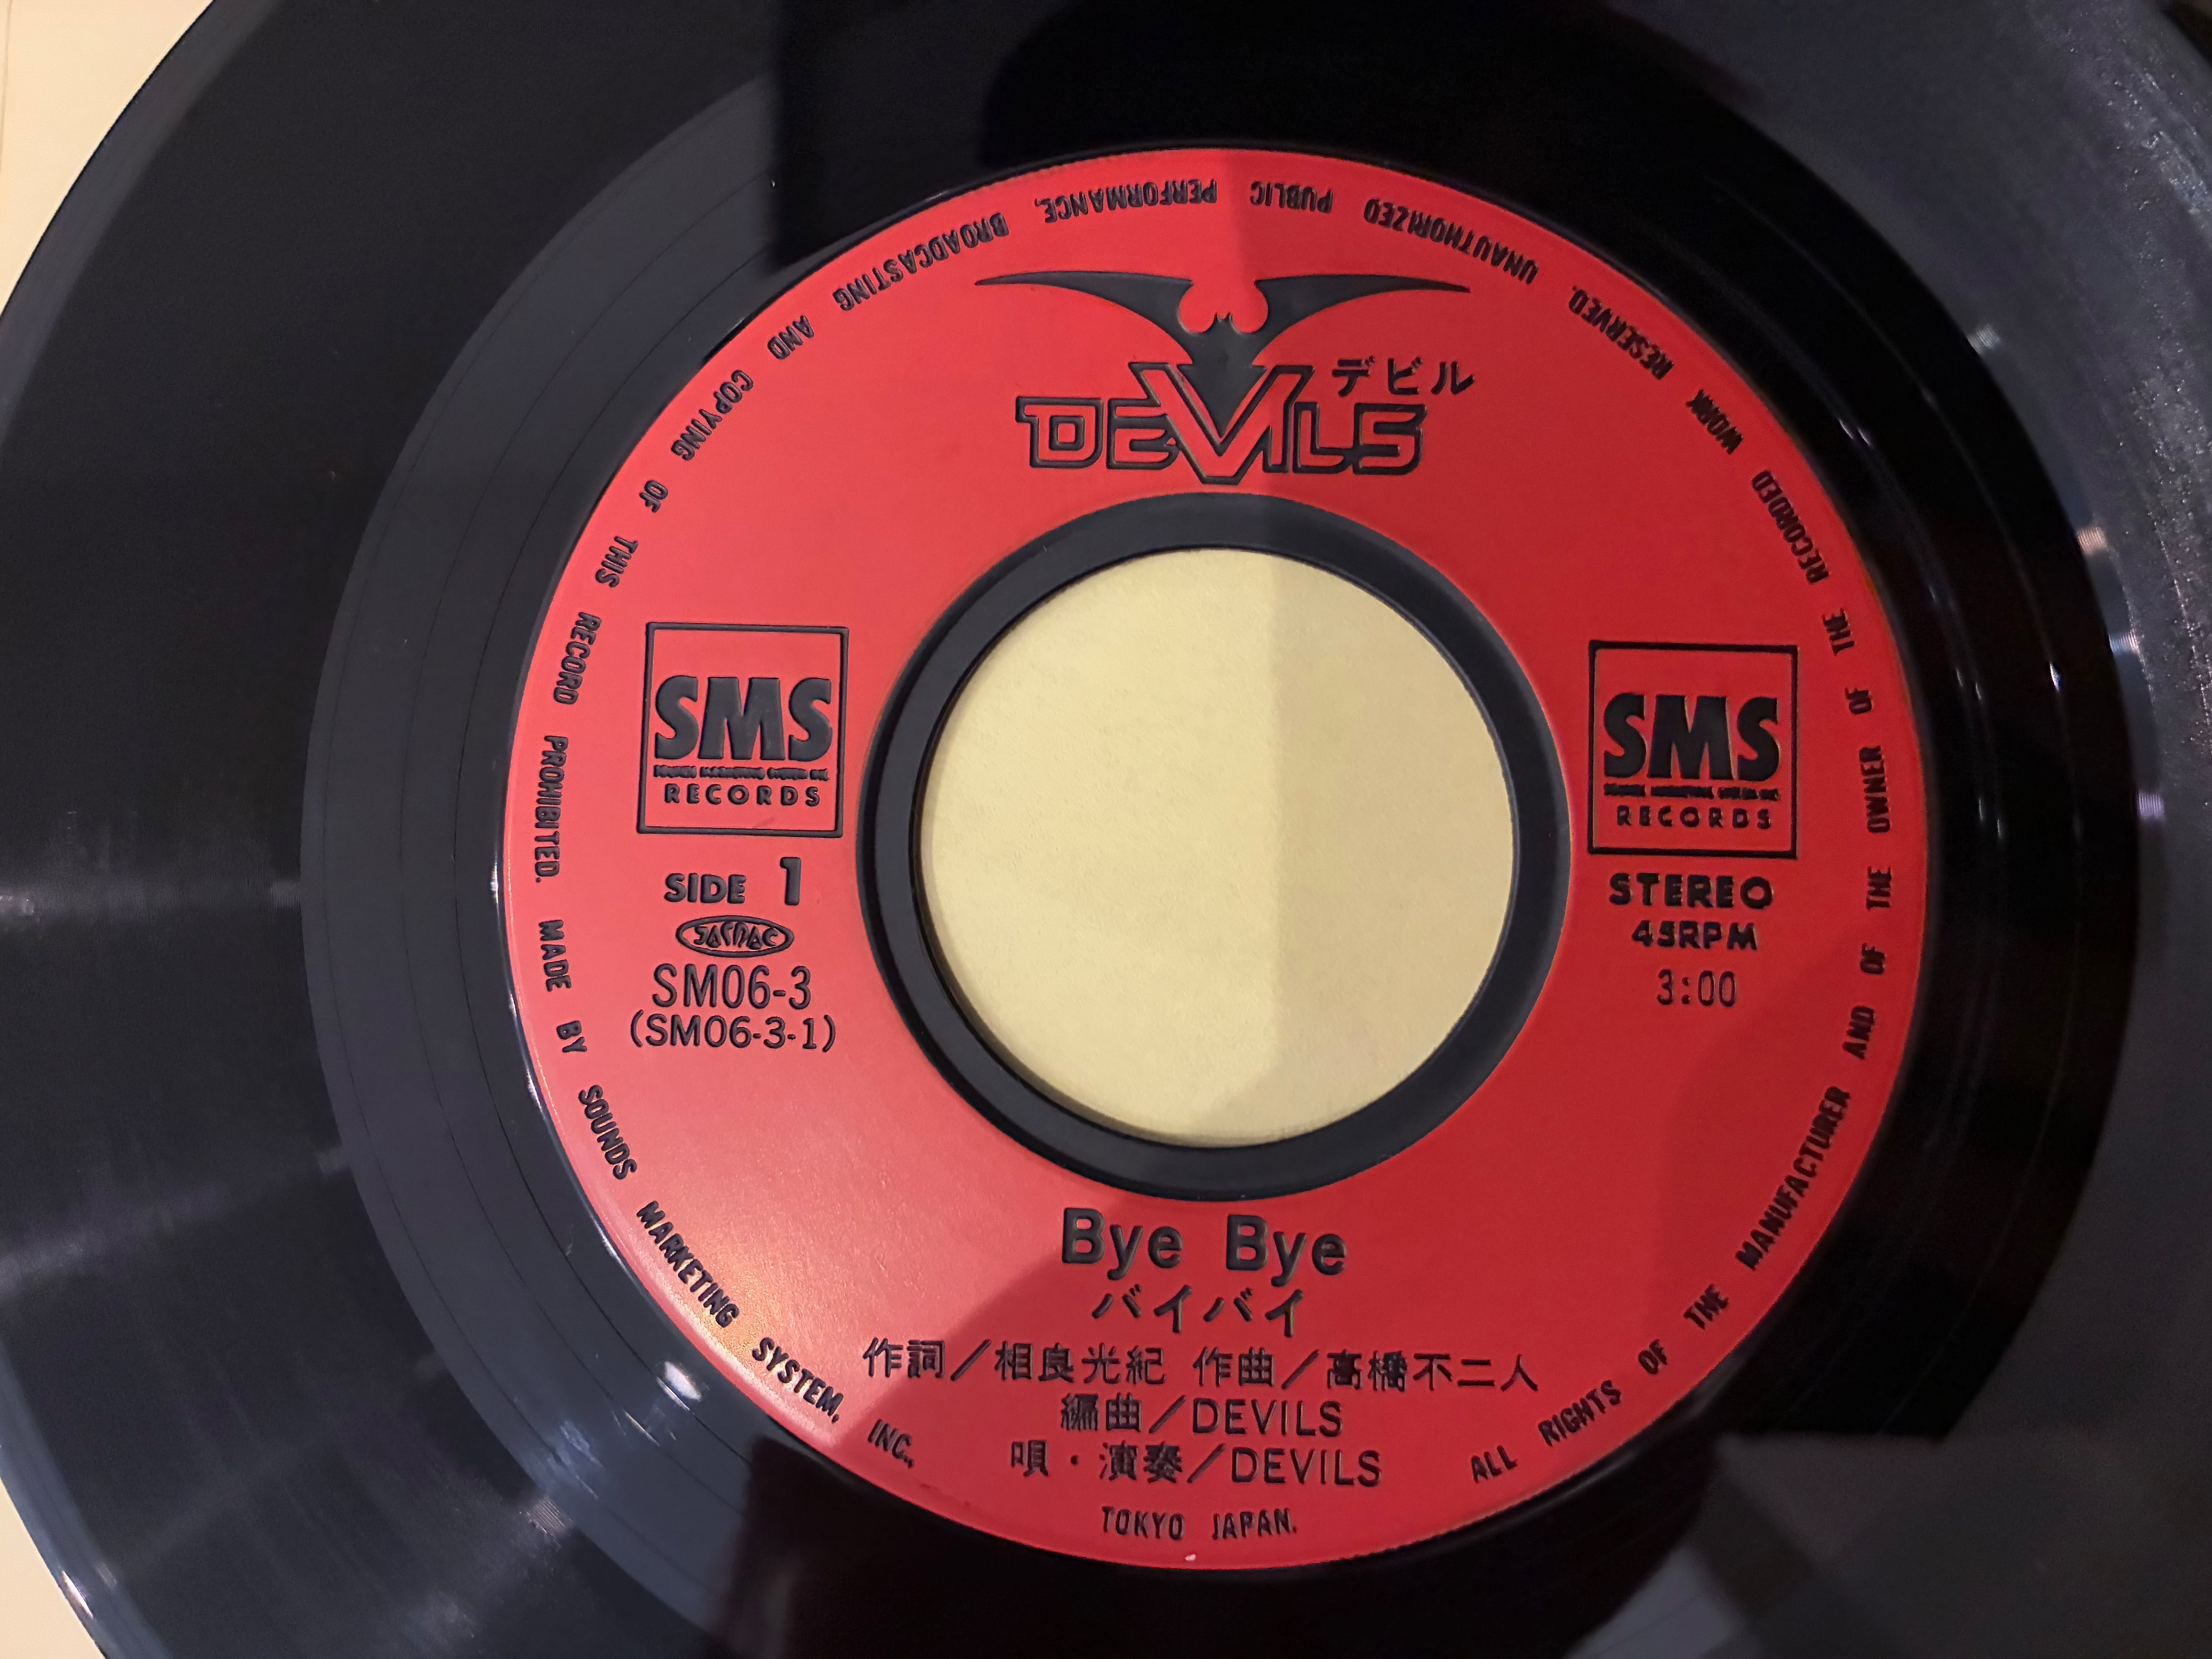 デビル
DEVILS
SMS
RECORDS
SIDE 1
JASRAC
SM06-3
(SM06-3-1)
SMS
RECORDS
STEREO
45RPM
3:00
Bye Bye
バイバイ
作詞／相良光紀 作曲／高橋不二人
編曲／DEVILS
唄・演奏／DEVILS
TOKYO JAPAN.
ALL RIGHTS OF THE MANUFACTURER AND OF THE OWNER OF THE RECORDED WORK RESERVED. UNAUTHORIZED PUBLIC PERFORMANCE, BROADCASTING AND COPYING OF THIS RECORD PROHIBITED. MADE BY SOUNDS MARKETING SYSTEM, INC.,